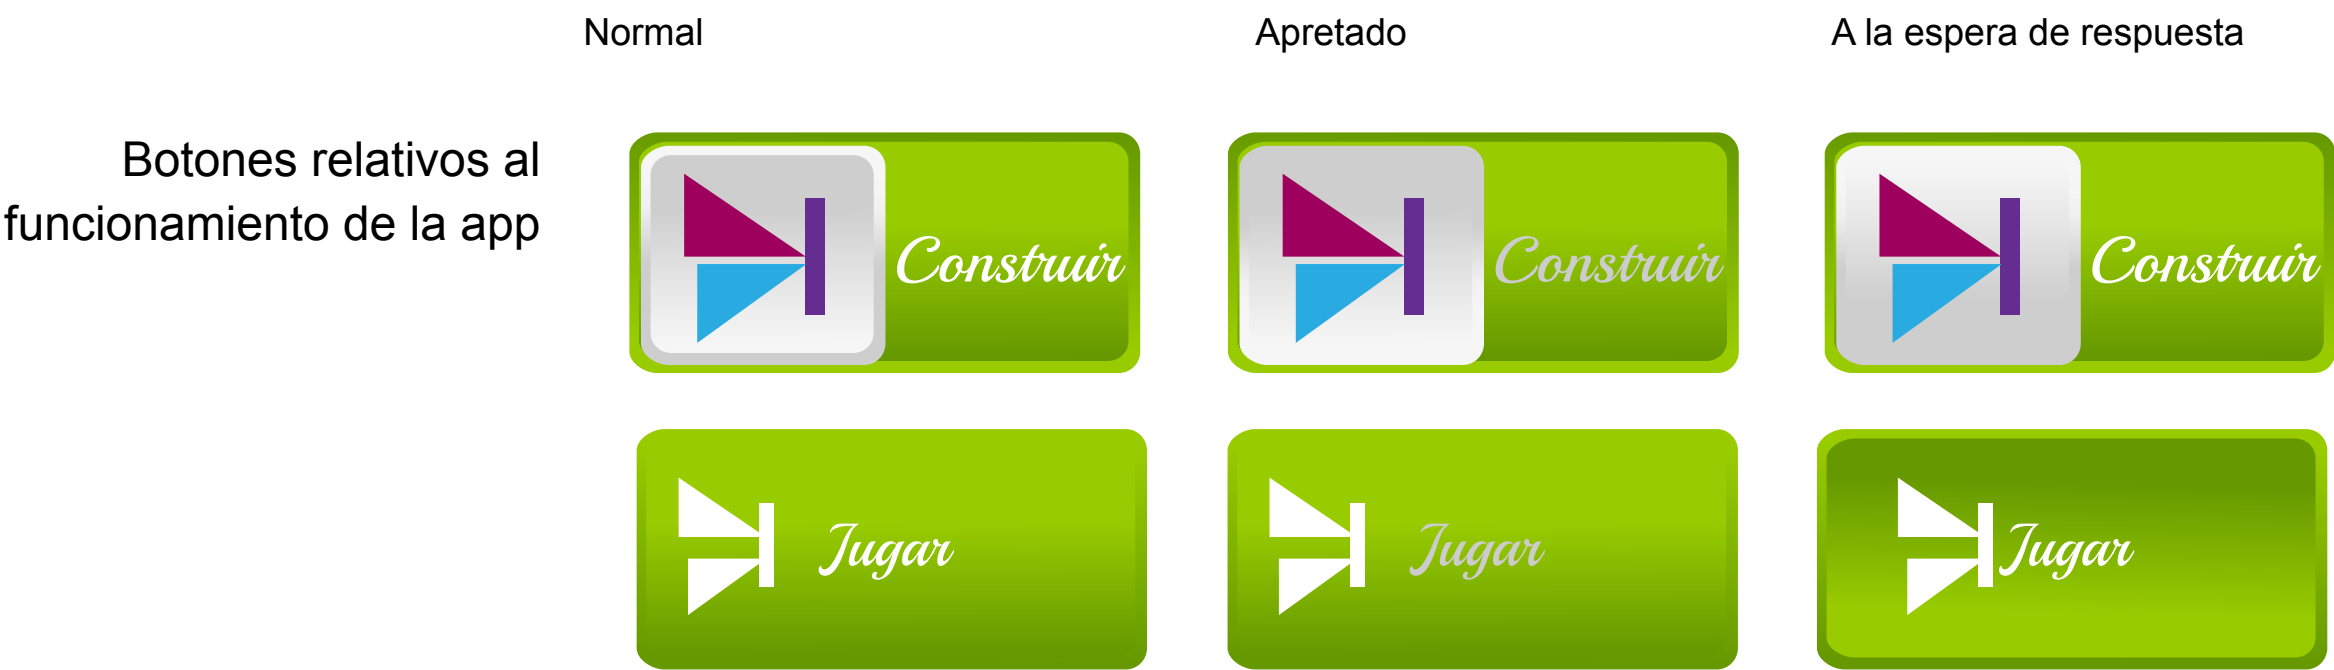 Normal
Apretado
A la espera de respuesta
Botones relativos al
funcionamiento de la app
Construir
Construir
Construir
Jugar
Jugar
Jugar